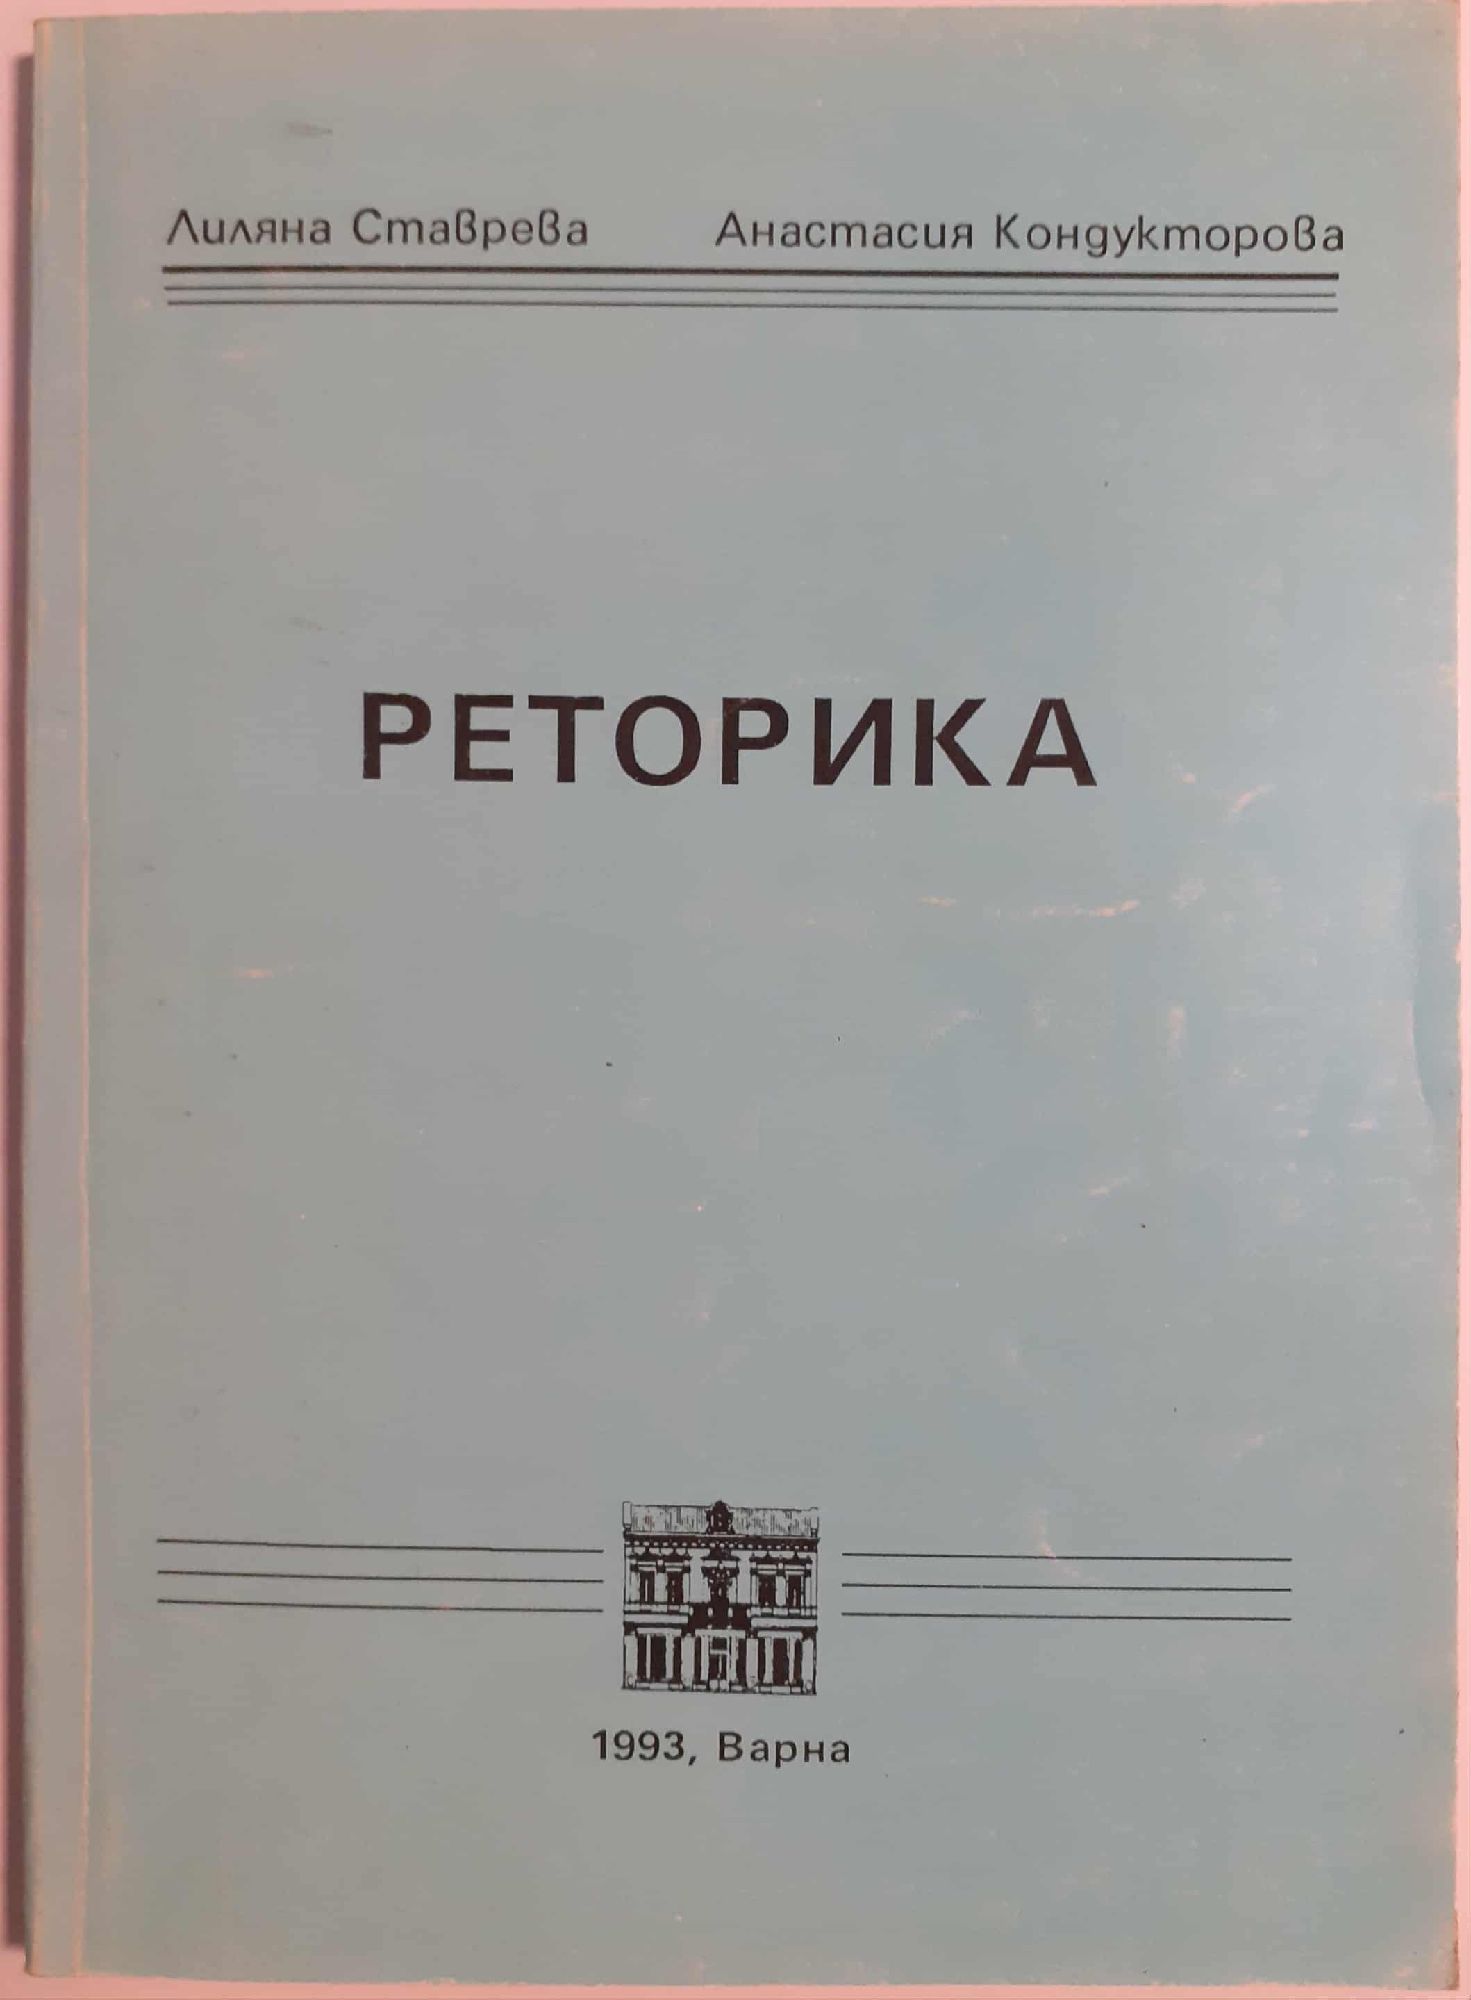 Лиляна Ставрева Анастасия Кондукторова
РЕТОРИКА
1993, Варна